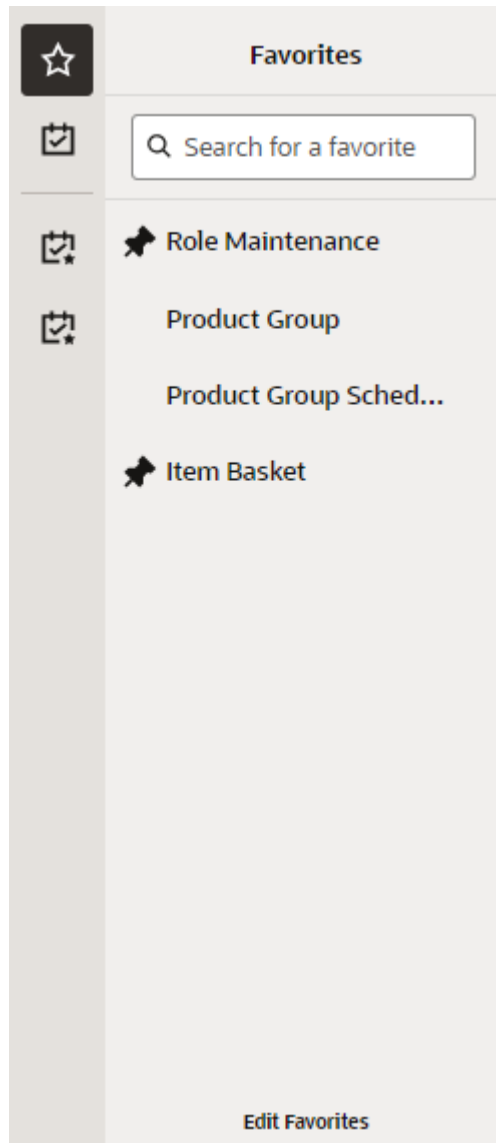 Favorites
Search for a favorite
Role Maintenance
Product Group
Product Group Sched...
Item Basket
Edit Favorites